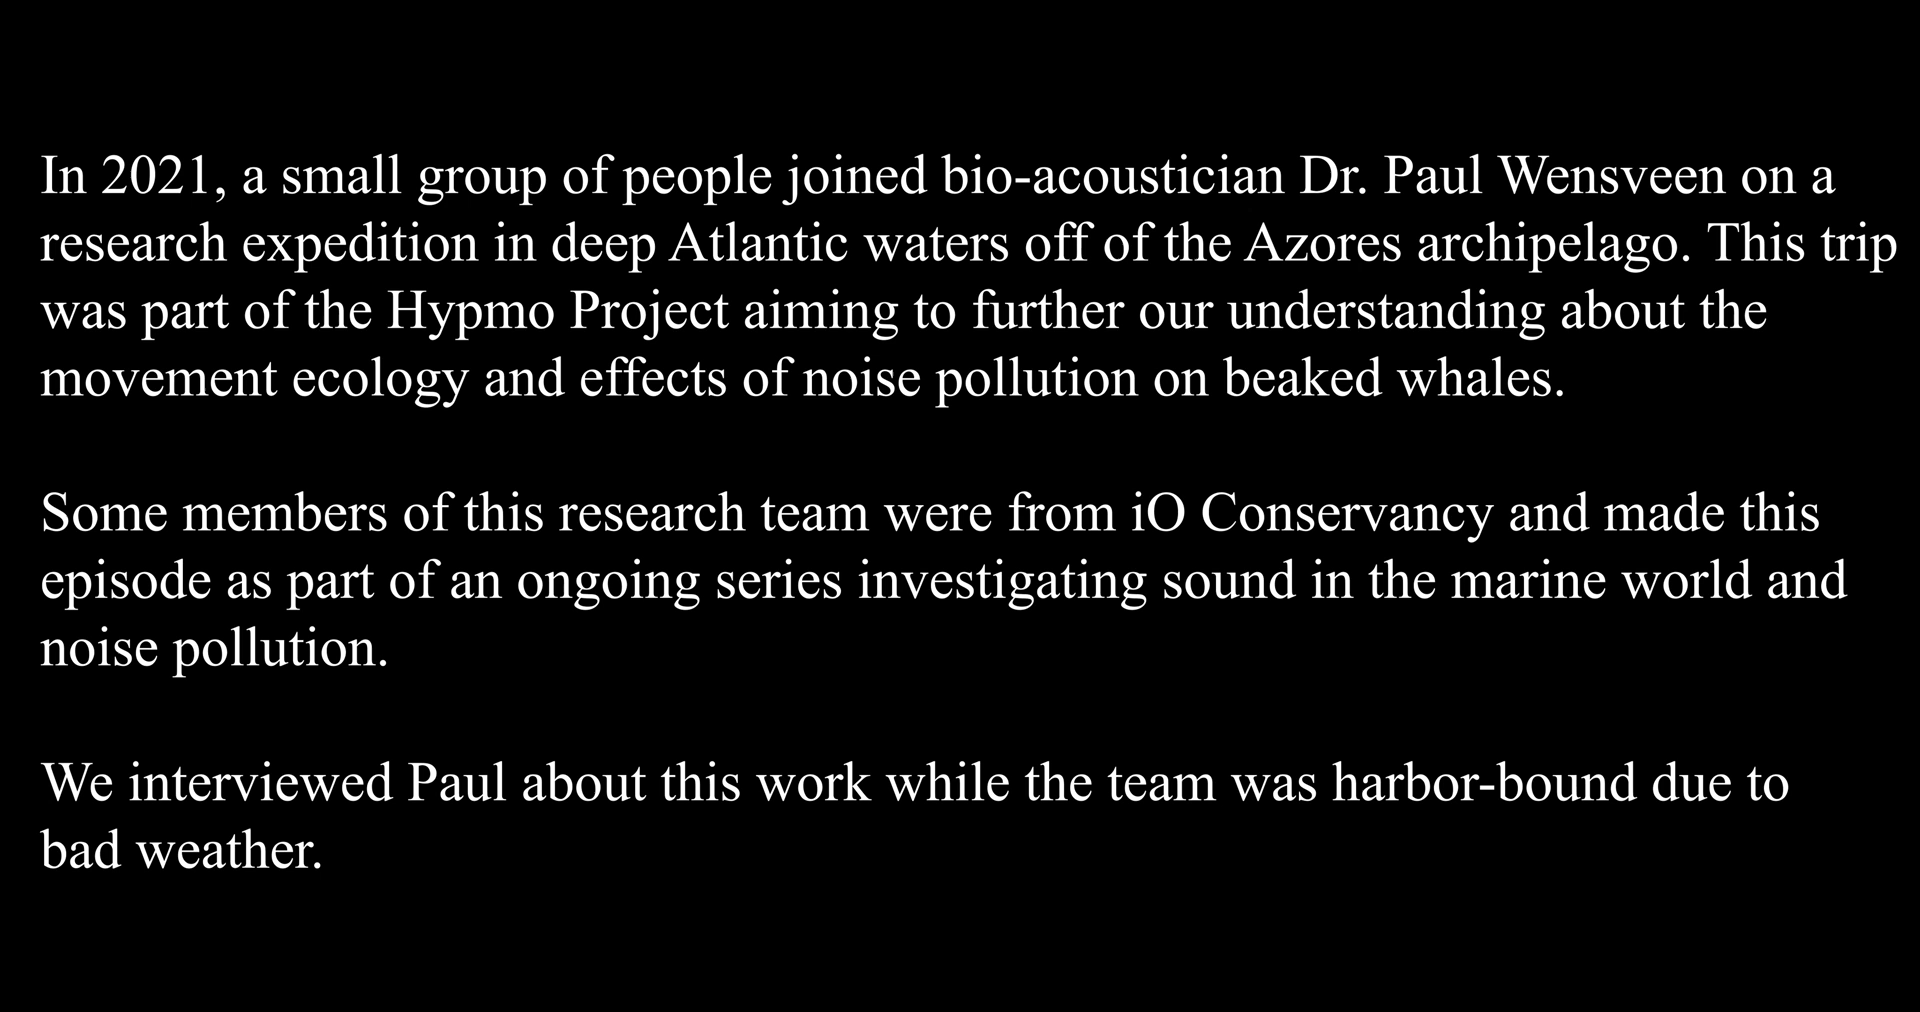 In 2021, a small group of people joined bio-acoustician Dr. Paul Wensveen on a
research expedition in deep Atlantic waters off of the Azores archipelago. This trip
was part of the Hypmo Project aiming to further our understanding about the
movement ecology and effects of noise pollution on beaked whales.
Some members of this research team were from iO Conservancy and made this
episode as part of an ongoing series investigating sound in the marine world and
noise pollution.
We interviewed Paul about this work while the team was harbor-bound due to
bad weather.